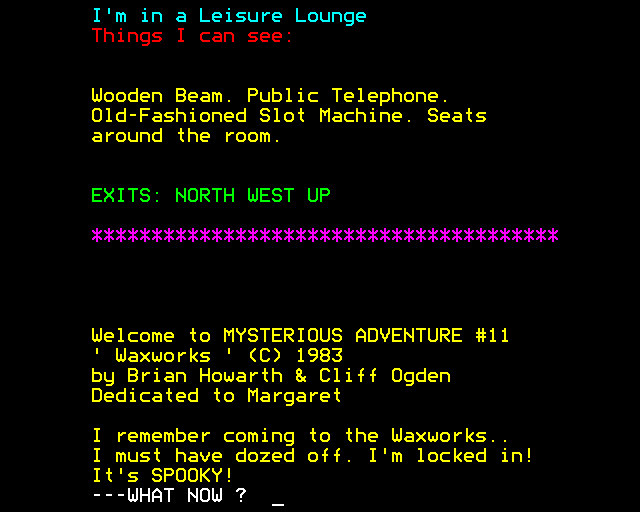 I'm in a Leisure Lounge
Things I can see:
Wooden Beam. Public Telephone.
Old-Fashioned Slot Machine. Seats
around the room.
EXITS: NORTH WEST UP
***************************************
Welcome to MYSTERIOUS ADVENTURE #11
' Waxworks ' (C) 1983
by Brian Howarth & Cliff Ogden
Dedicated to Margaret
I remember coming to the Waxworks..
I must have dozed off. I'm locked in!
It's SPOOKY!
---WHAT NOW ? _